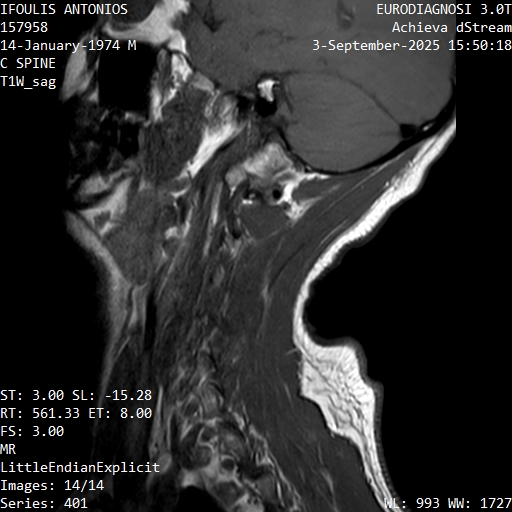 IFOULIS ANTONIOS
157958
14-January-1974 M
C SPINE
T1W_sag
EURODIAGNOSI 3.0T
Achieva dStream
3-September-2025 15:50:18
ST: 3.00 SL: -15.28
RT: 561.33 ET: 8.00
FS: 3.00
MR
LittleEndianExplicit
Images: 14/14
Series: 401
WL: 993 WW: 1727